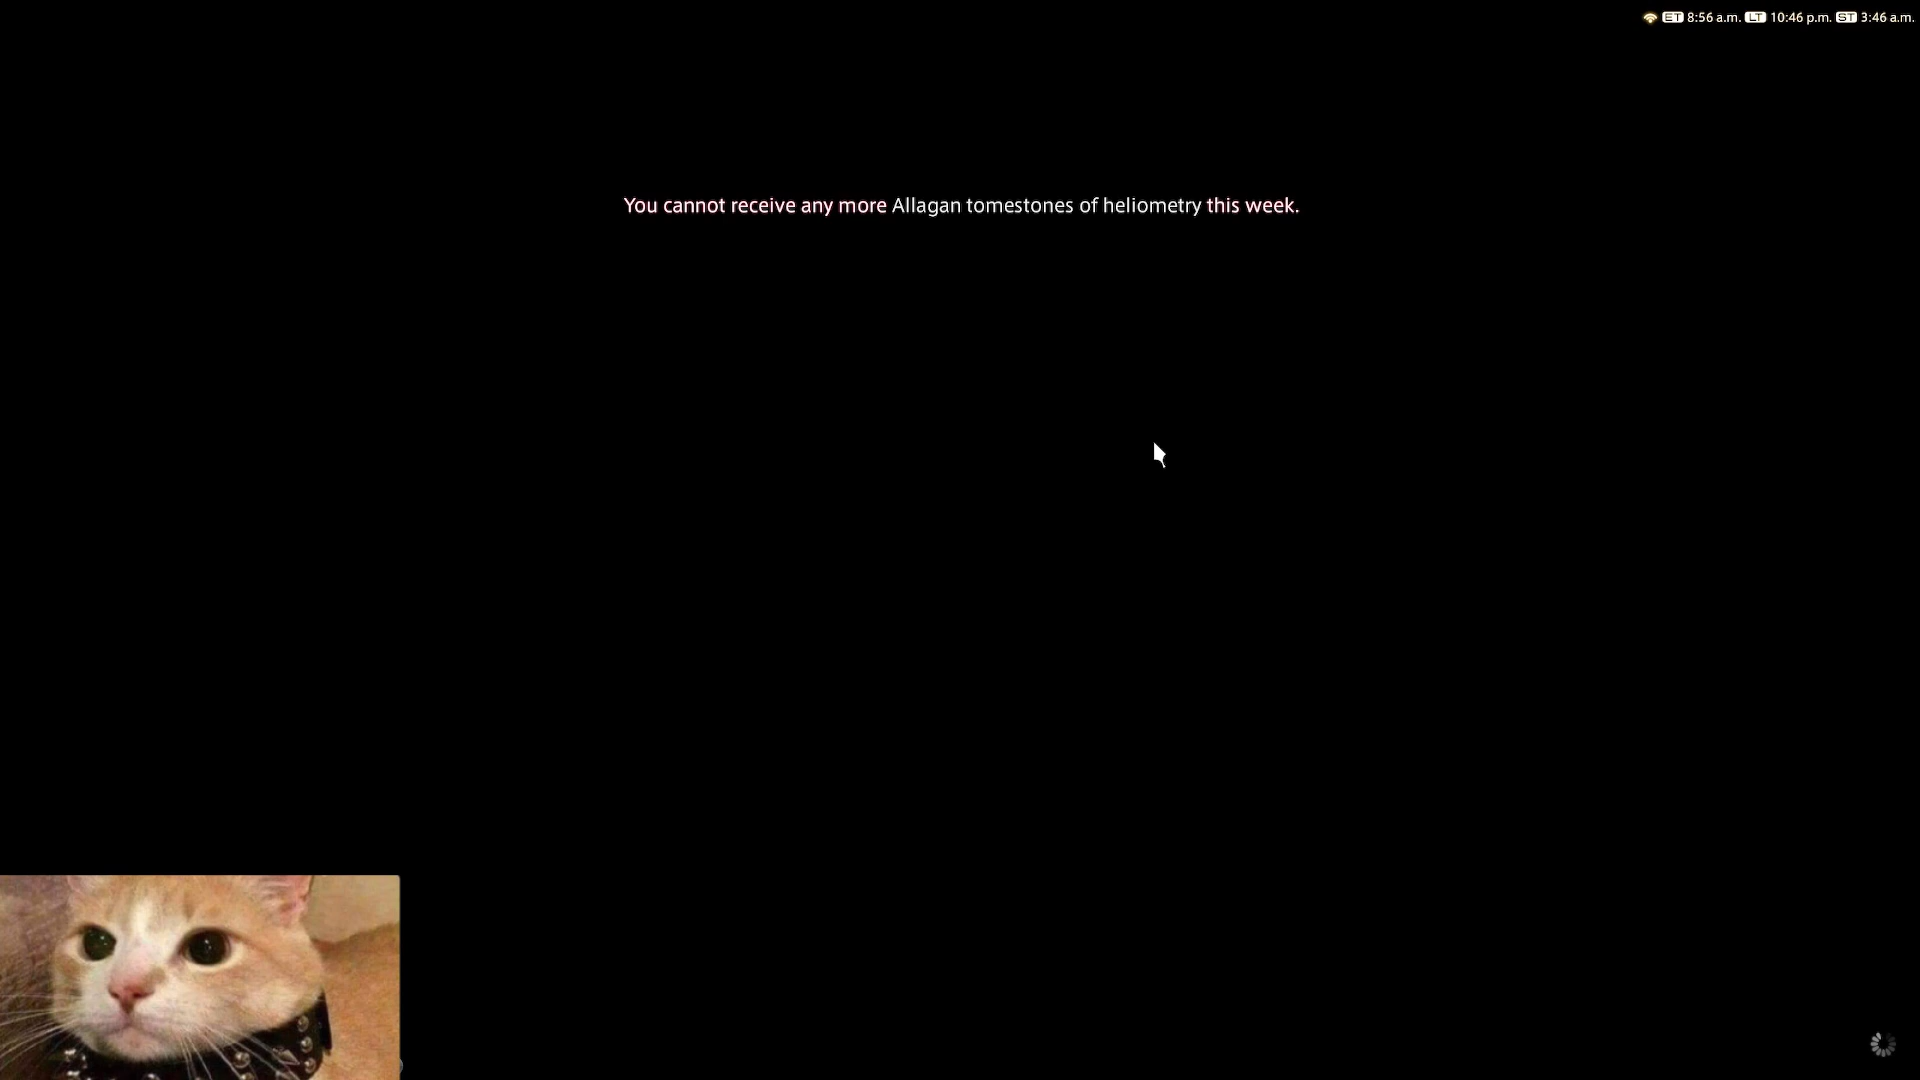 ET 8:56 a.m. LT 10:46 p.m. ST 3:46 a.m.
You cannot receive any more Allagan tomestones of heliometry this week.